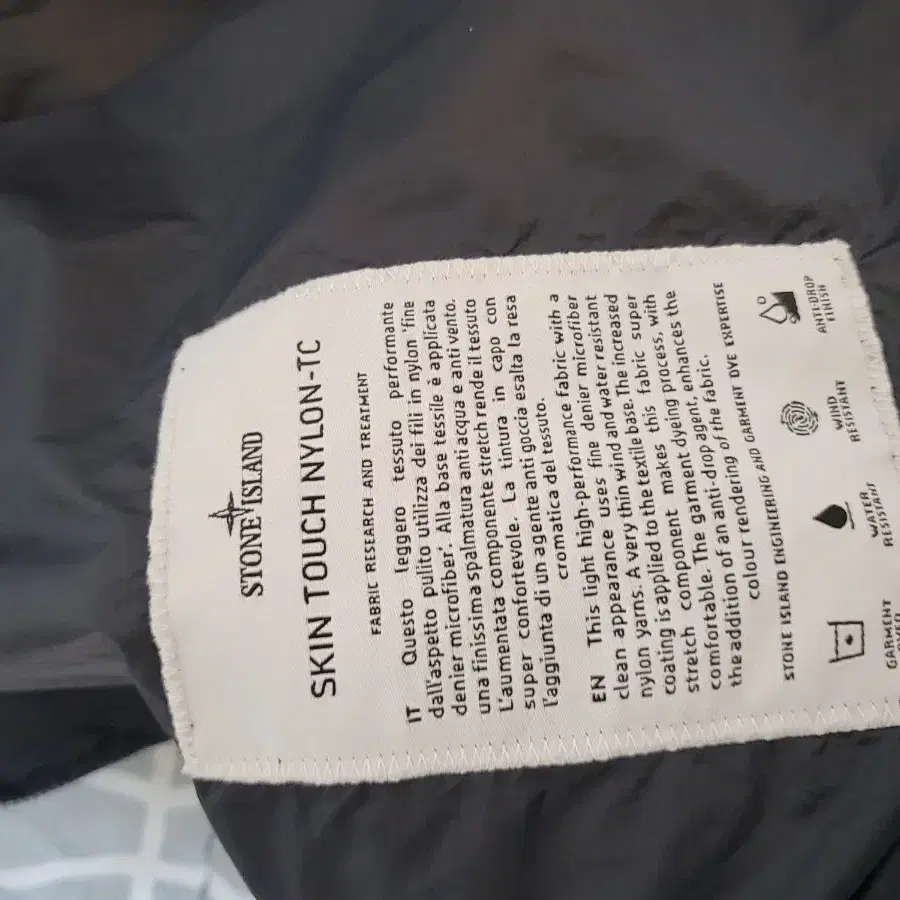 STONE ISLAND
SKIN TOUCH NYLON-TC
FABRIC RESEARCH AND TREATMENT
IT Questo leggero tessuto performante
dall'aspetto pulito utilizza dei fili in nylon 'fine
denier microfiber'. Alla base tessile è applicata
una finissima spalmatura anti acqua e anti vento.
L'aumentata componente stretch rende il tessuto
super confortevole. La tintura in capo con
l'aggiunta di un agente anti goccia esalta la resa
cromatica del tessuto.
EN This light high-performance fabric with a
clean appearance uses fine denier microfiber
nylon yarns. A very thin wind and water resistant
coating is applied to the textile base. The increased
stretch component makes this fabric super
comfortable. The garment dyeing process, with
the addition of an anti-drop agent, enhances the
colour rendering of the fabric.
STONE ISLAND ENGINEERING AND GARMENT DYE EXPERTISE
GARMENT
WATER
RESISTANT
WIND
RESISTANT
ANTI-DROP
FINISH